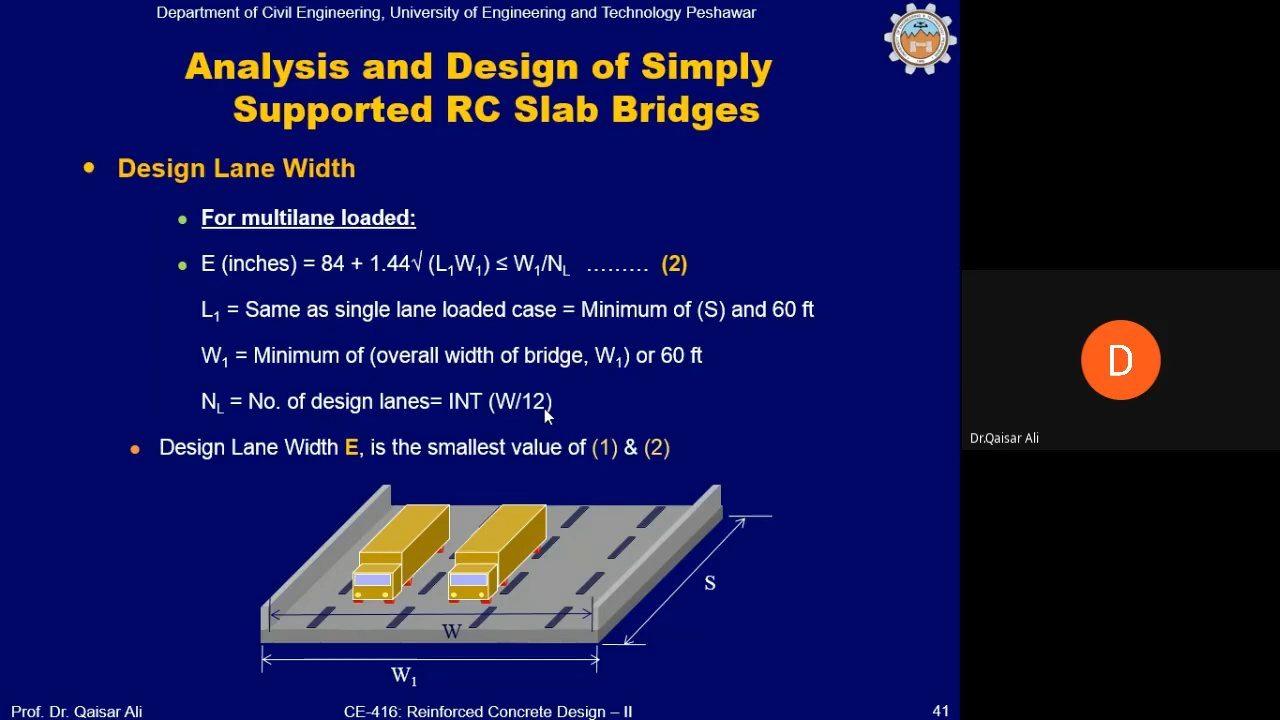 Department of Civil Engineering, University of Engineering and Technology Peshawar
Analysis and Design of Simply
Supported RC Slab Bridges
• Design Lane Width
• For multilane loaded:
• E (inches) = 84 + 1.44√ (L₁W₁) ≤ W₁/N_L ......... (2)
L₁ = Same as single lane loaded case = Minimum of (S) and 60 ft
W₁ = Minimum of (overall width of bridge, W₁) or 60 ft
N_L = No. of design lanes= INT (W/12)
• Design Lane Width E, is the smallest value of (1) & (2)
S
W
W₁
Prof. Dr. Qaisar Ali
CE-416: Reinforced Concrete Design – II
41
D
Dr.Qaisar Ali